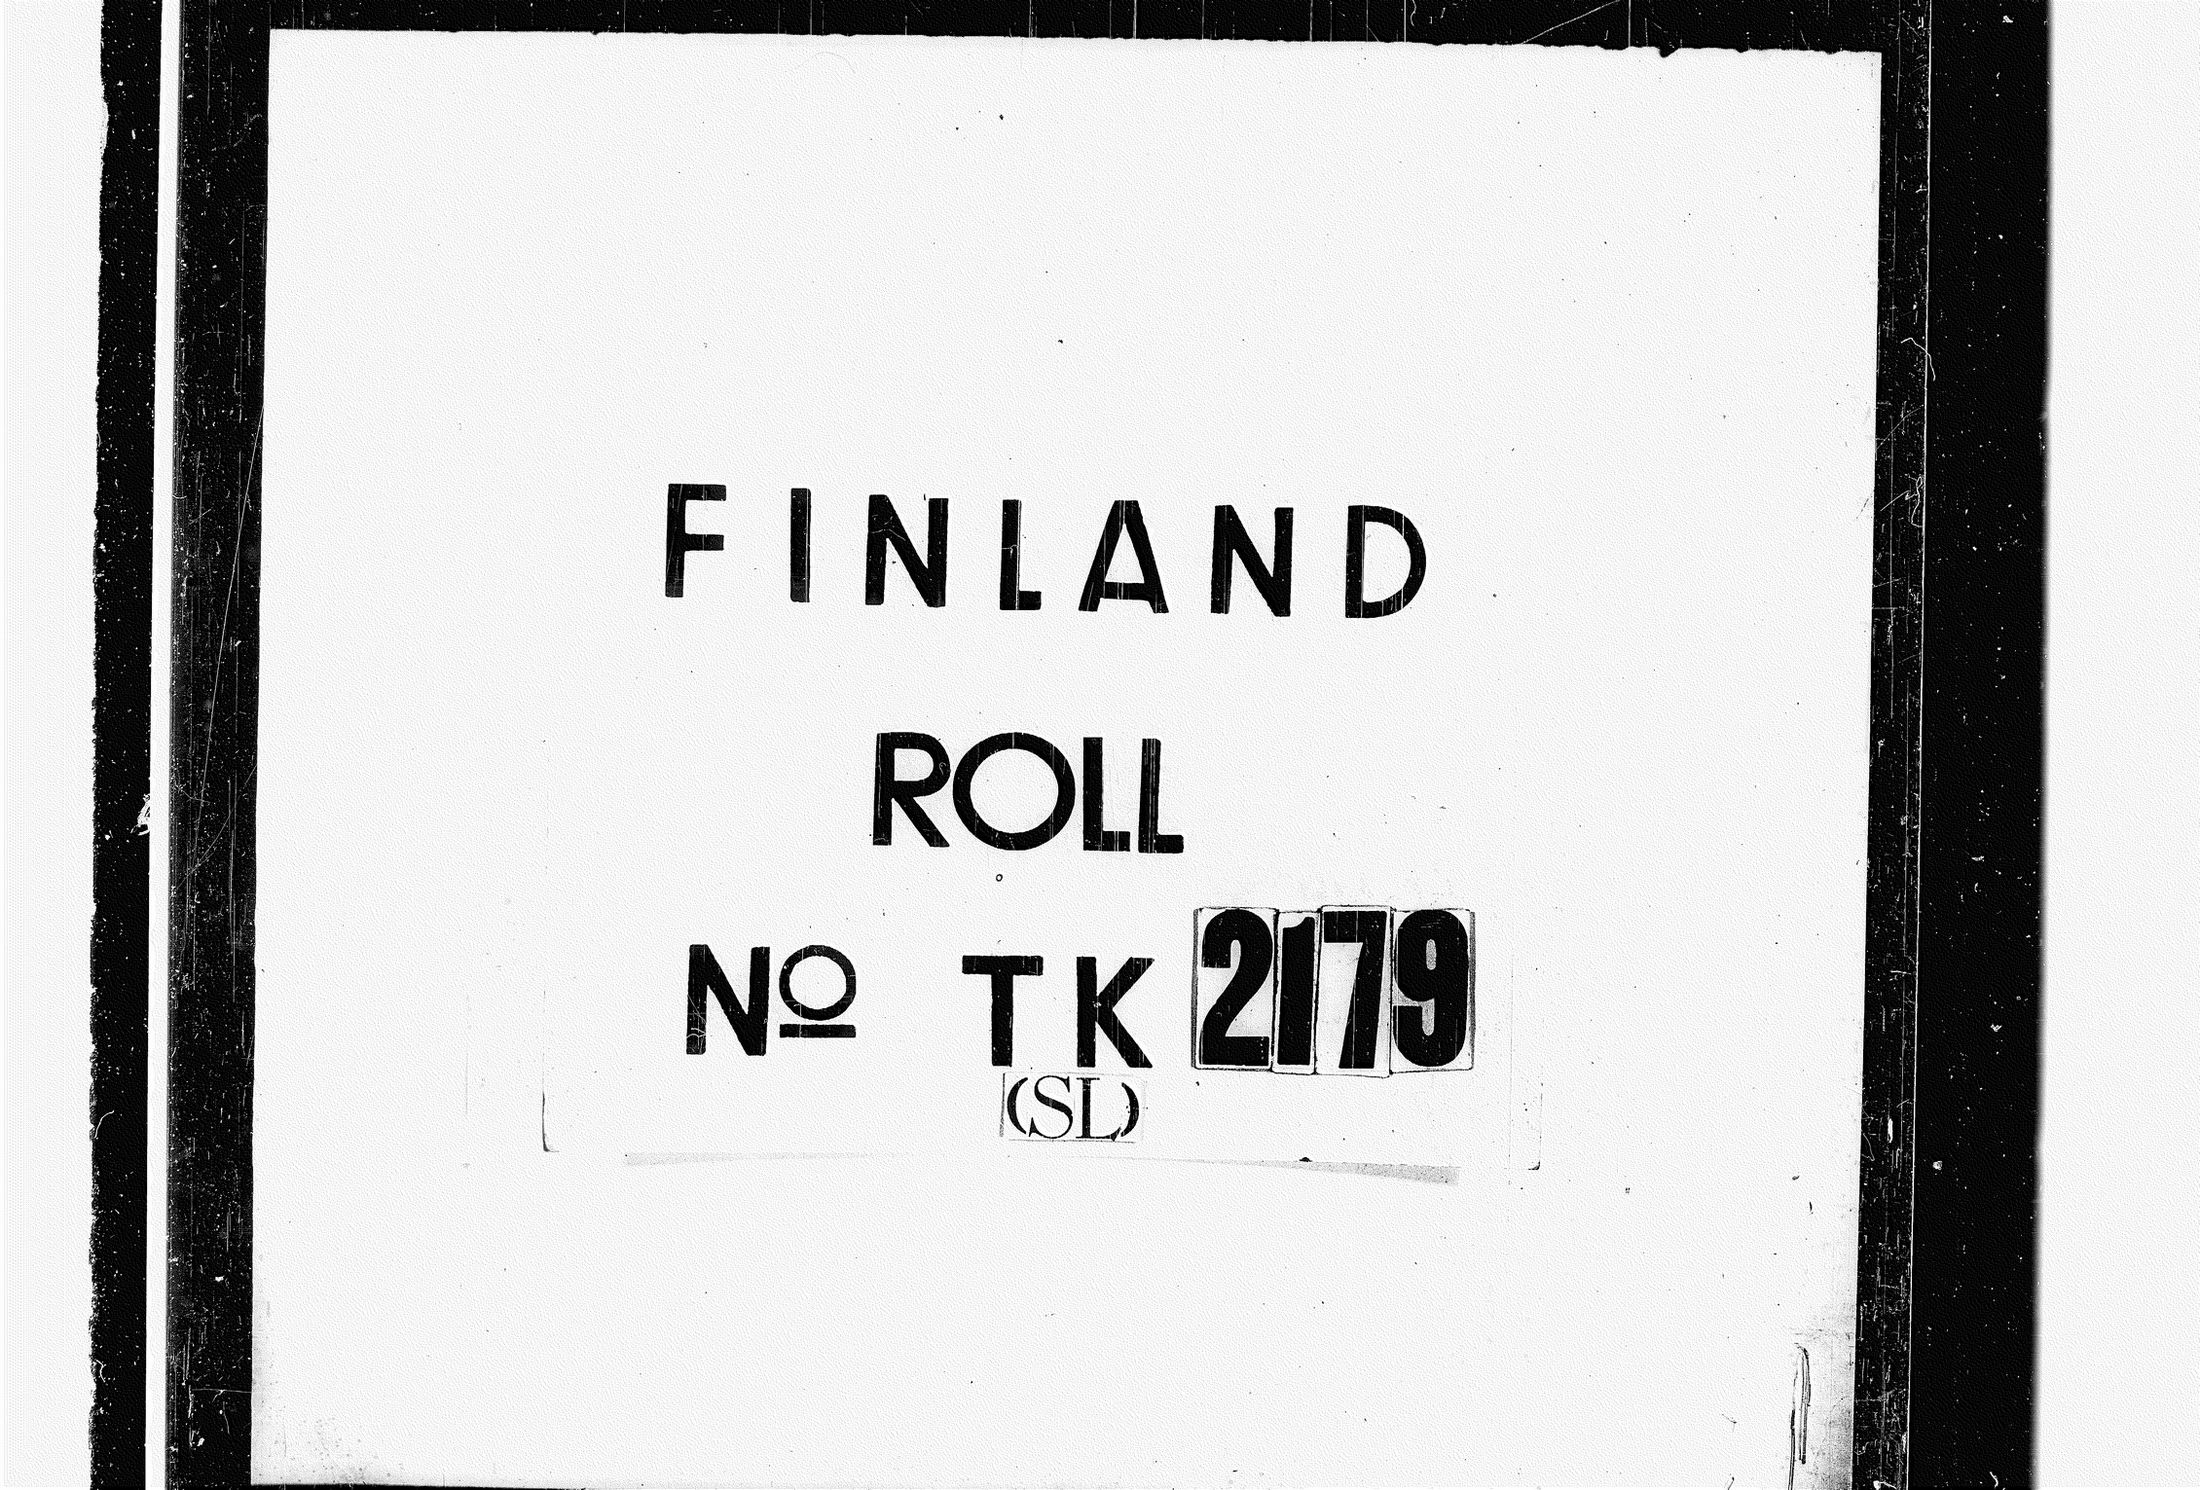 FINLAND
ROLL
Nº TK 2179
(SL)